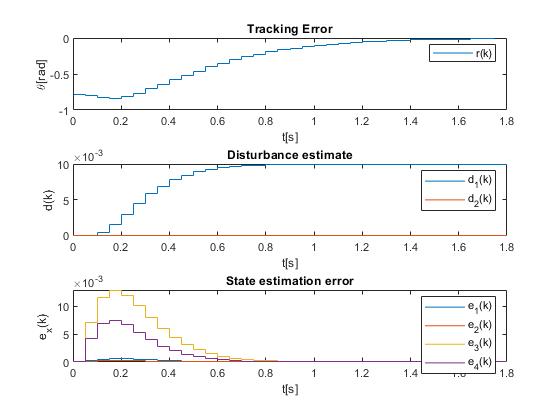 Tracking Error
0
-0.5
-1
θ[rad]
r(k)
0 0.2 0.4 0.6 0.8 1 1.2 1.4 1.6 1.8
t[s]
Disturbance estimate
×10⁻³
10
5
0
d(k)
d₁(k)
d₂(k)
0 0.2 0.4 0.6 0.8 1 1.2 1.4 1.6 1.8
t[s]
State estimation error
×10⁻³
10
5
0
eₓ(k)
e₁(k)
e₂(k)
e₃(k)
e₄(k)
0 0.2 0.4 0.6 0.8 1 1.2 1.4 1.6 1.8
t[s]